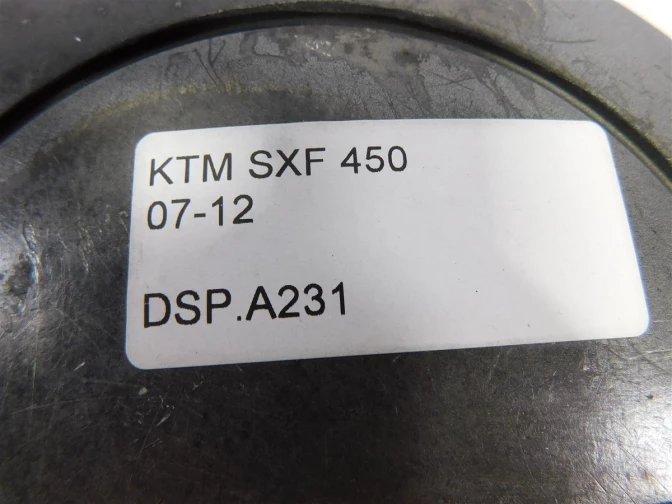 KTM SXF 450
07-12
DSP.A231